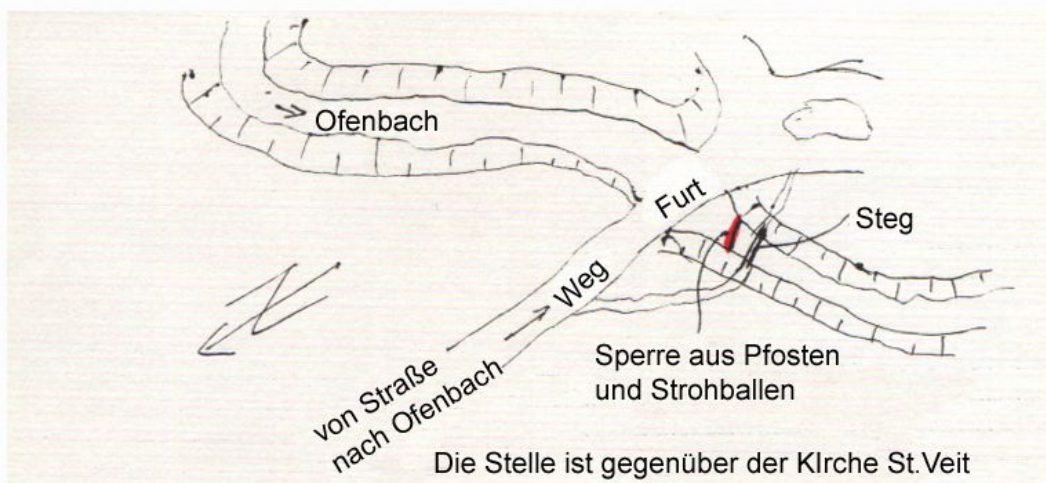 Ofenbach
Furt
Steg
Weg
Sperre aus Pfosten
und Strohballen
von Straße
nach Ofenbach
Die Stelle ist gegenüber der KIrche St.Veit